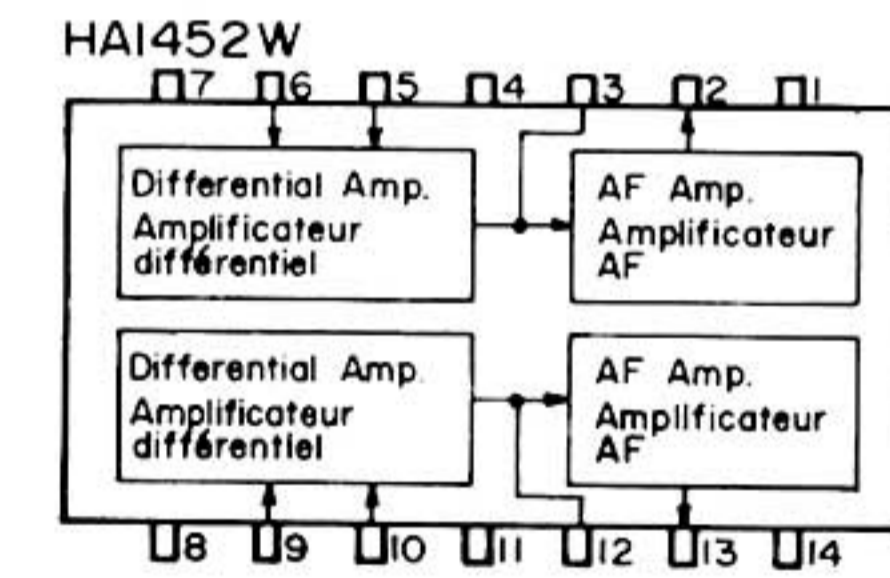 HA1452W
7 6 5 4 3 2 1
Differential Amp.
Amplificateur
différentiel
AF Amp.
Amplificateur
AF
Differential Amp.
Amplificateur
différentiel
AF Amp.
Amplificateur
AF
8 9 10 11 12 13 14